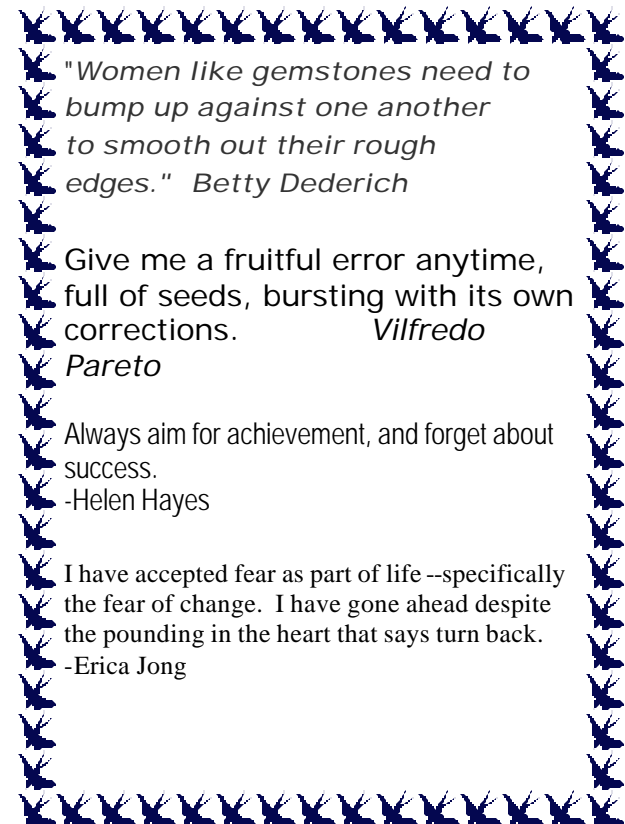 "Women like gemstones need to
bump up against one another
to smooth out their rough
edges."  Betty Dederich
Give me a fruitful error anytime,
full of seeds, bursting with its own
corrections. Vilfredo
Pareto
Always aim for achievement, and forget about
success.
-Helen Hayes
I have accepted fear as part of life --specifically
the fear of change.  I have gone ahead despite
the pounding in the heart that says turn back.
-Erica Jong